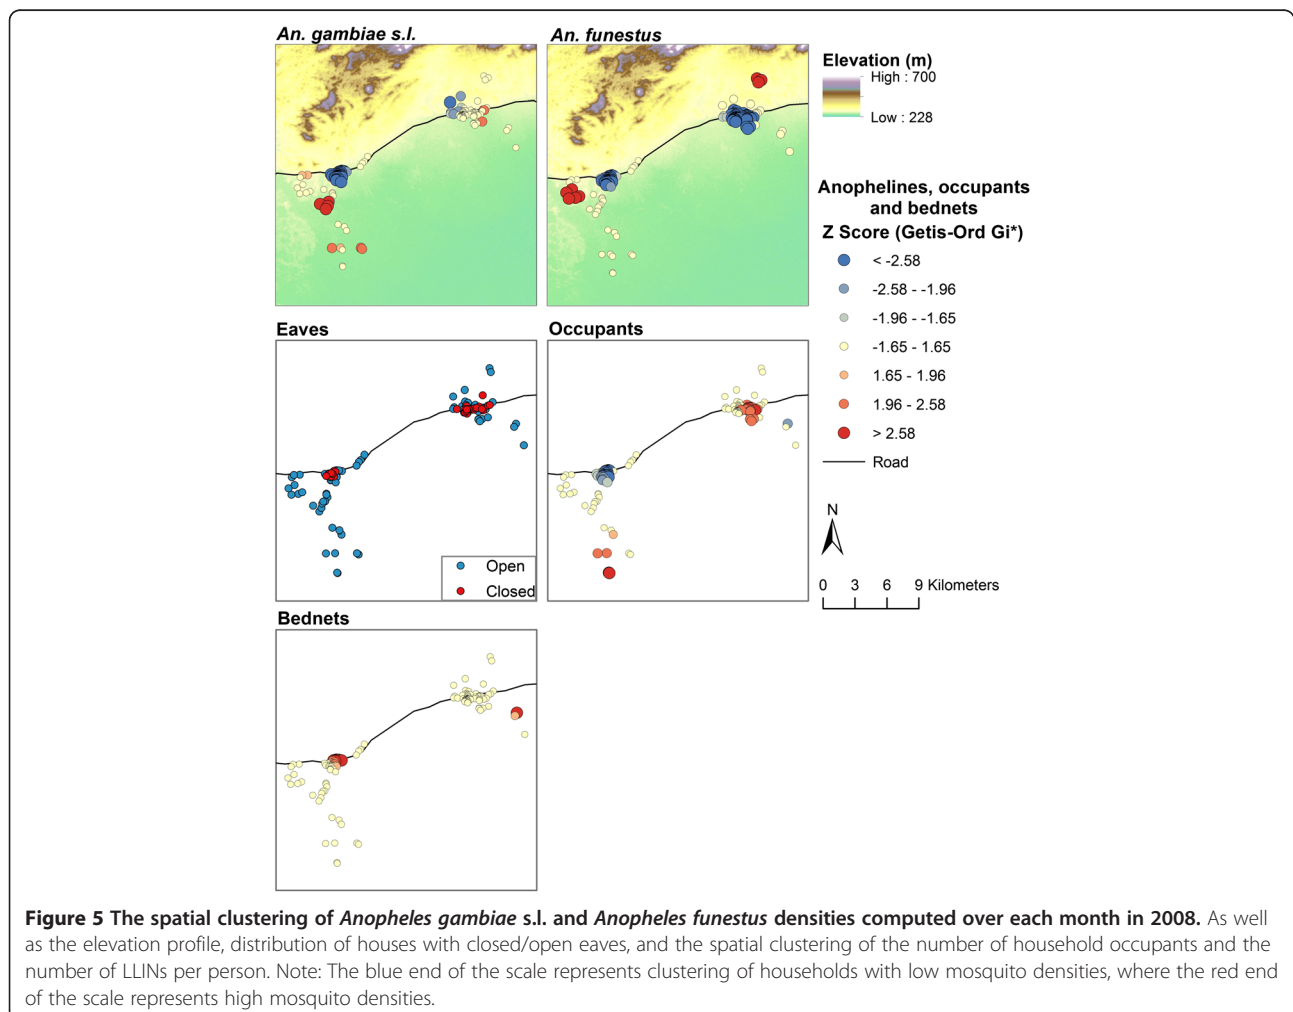 An. gambiae s.l.
An. funestus
Elevation (m)
High : 700
Low : 228
Anophelines, occupants
and bednets
Z Score (Getis-Ord Gi*)
< -2.58
-2.58 - -1.96
-1.96 - -1.65
-1.65 - 1.65
1.65 - 1.96
1.96 - 2.58
> 2.58
Road
N
0 3 6 9 Kilometers
Eaves
Occupants
Open
Closed
Bednets
Figure 5 The spatial clustering of Anopheles gambiae s.l. and Anopheles funestus densities computed over each month in 2008. As well
as the elevation profile, distribution of houses with closed/open eaves, and the spatial clustering of the number of household occupants and the
number of LLINs per person. Note: The blue end of the scale represents clustering of households with low mosquito densities, where the red end
of the scale represents high mosquito densities.